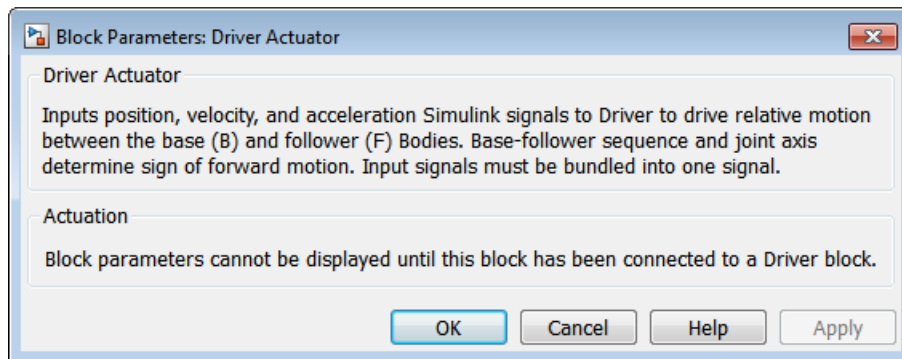 Block Parameters: Driver Actuator
Driver Actuator
Inputs position, velocity, and acceleration Simulink signals to Driver to drive relative motion
between the base (B) and follower (F) Bodies. Base-follower sequence and joint axis
determine sign of forward motion. Input signals must be bundled into one signal.
Actuation
Block parameters cannot be displayed until this block has been connected to a Driver block.
OK Cancel Help Apply